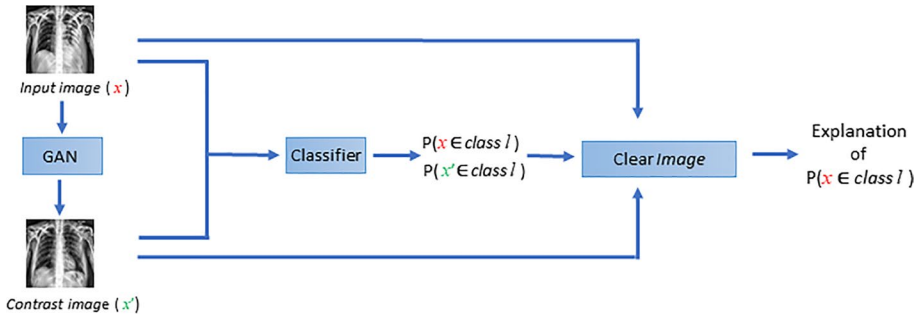 Input image ( x )
GAN
Contrast image ( x′)
Classifier
P(x ∈ class l )
P( x′ ∈ class l )
Clear Image
Explanation
of
P(x ∈ class l )